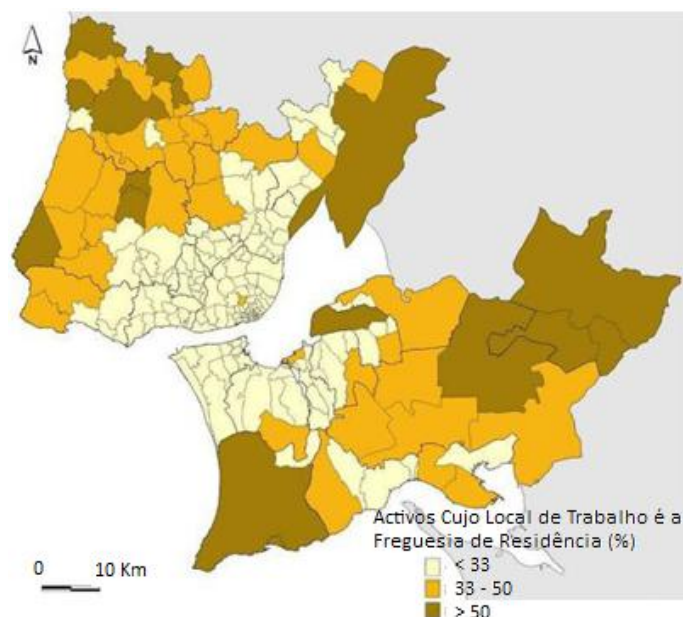 N
Activos Cujo Local de Trabalho é a
Freguesia de Residência (%)
< 33
33 - 50
> 50
0 10 Km